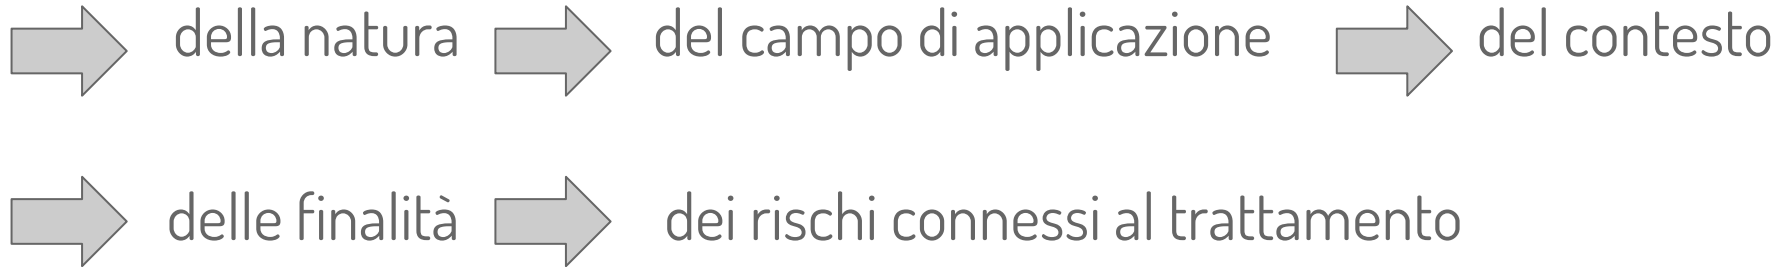 della natura del campo di applicazione del contesto
delle finalità dei rischi connessi al trattamento